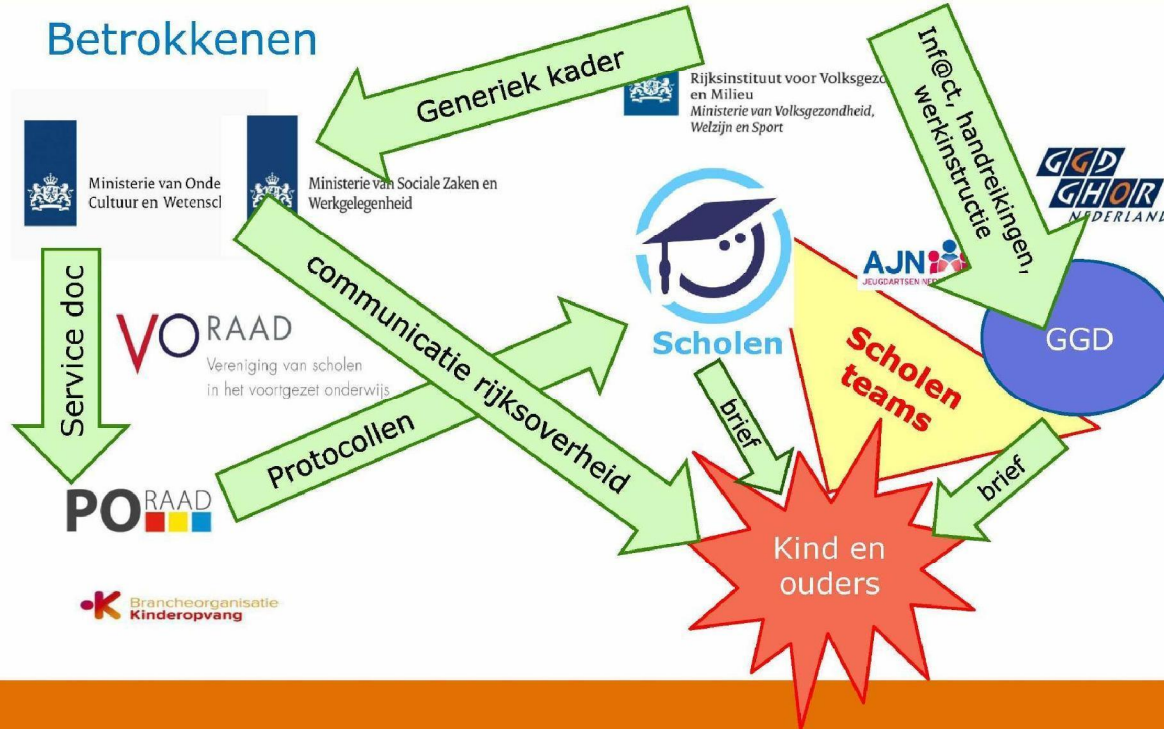 Betrokkenen
Generiek kader
Rijksinstituut voor Volksgezo
en Milieu
Ministerie van Volksgezondheid,
Welzijn en Sport
Inf@ct, handreikingen,
werkinstructie
GGD
GHOR
NEDERLAND
Ministerie van Onde
Cultuur en Wetensch
Ministerie van Sociale Zaken en
Werkgelegenheid
AJN
JEUGDARTSEN NEDER
Service doc
VO RAAD
Vereniging van scholen
in het voortgezet onderwijs
communicatie rijksoverheid
Scholen
Scholen
teams
GGD
Protocollen
brief
brief
PO RAAD
Kind en
ouders
Brancheorganisatie
Kinderopvang